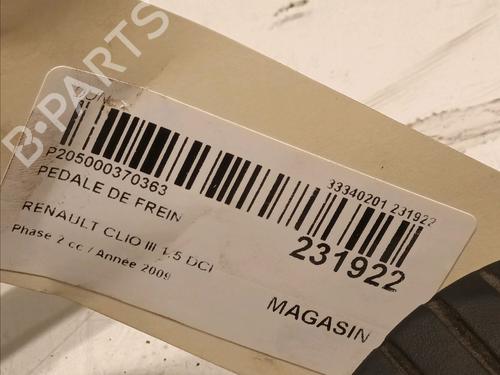 B-PARTS
P205000370363
33340201 231922
PEDALE DE FREIN
231922
RENAULT CLIO III 1.5 DCI
Phase 2 cc / Année 2009
MAGASIN